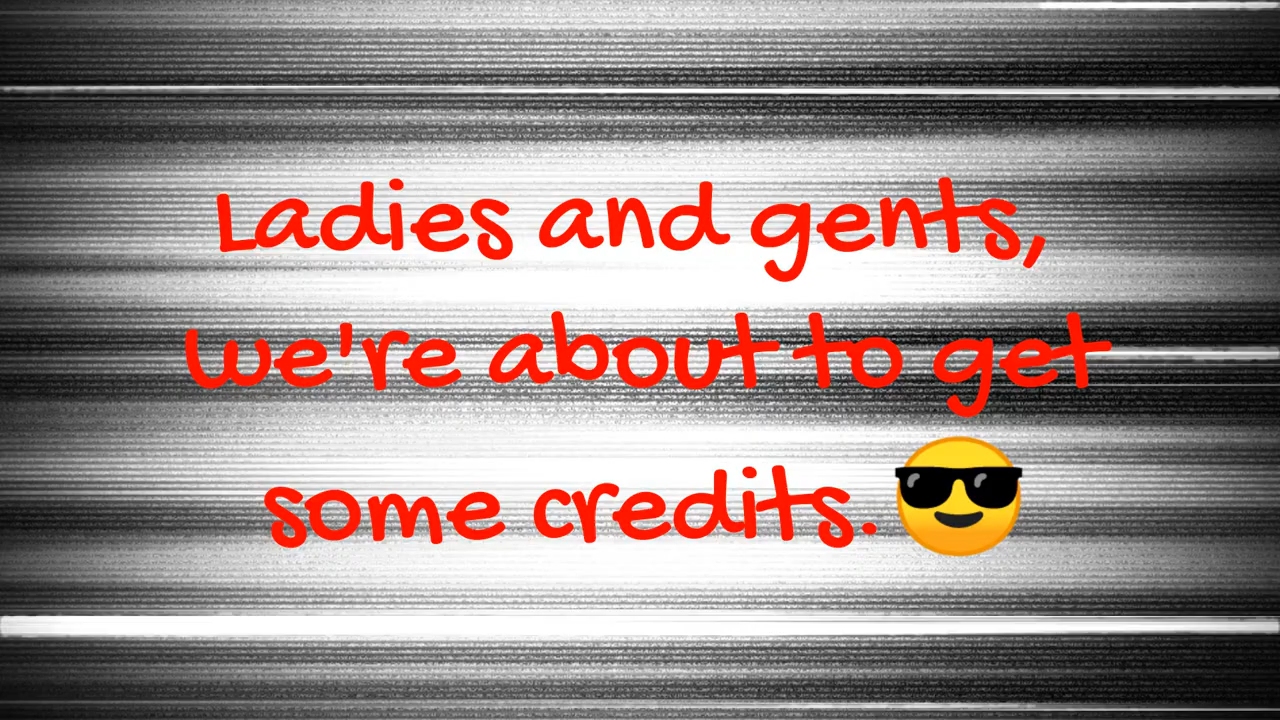 Ladies and gents,
we're about to get
some credits. 😎